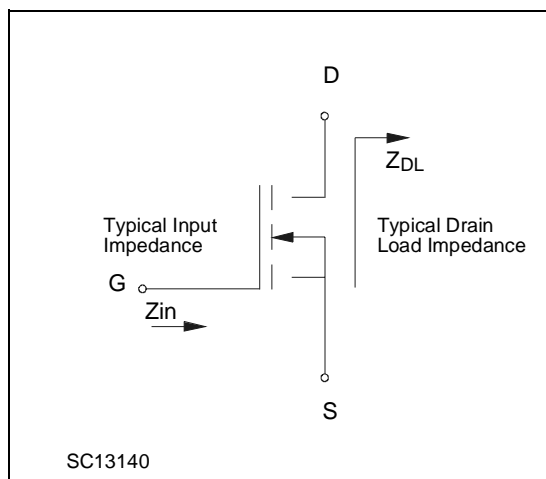 D
Z_DL
Typical Input
Impedance
Typical Drain
Load Impedance
G
Zin
S
SC13140